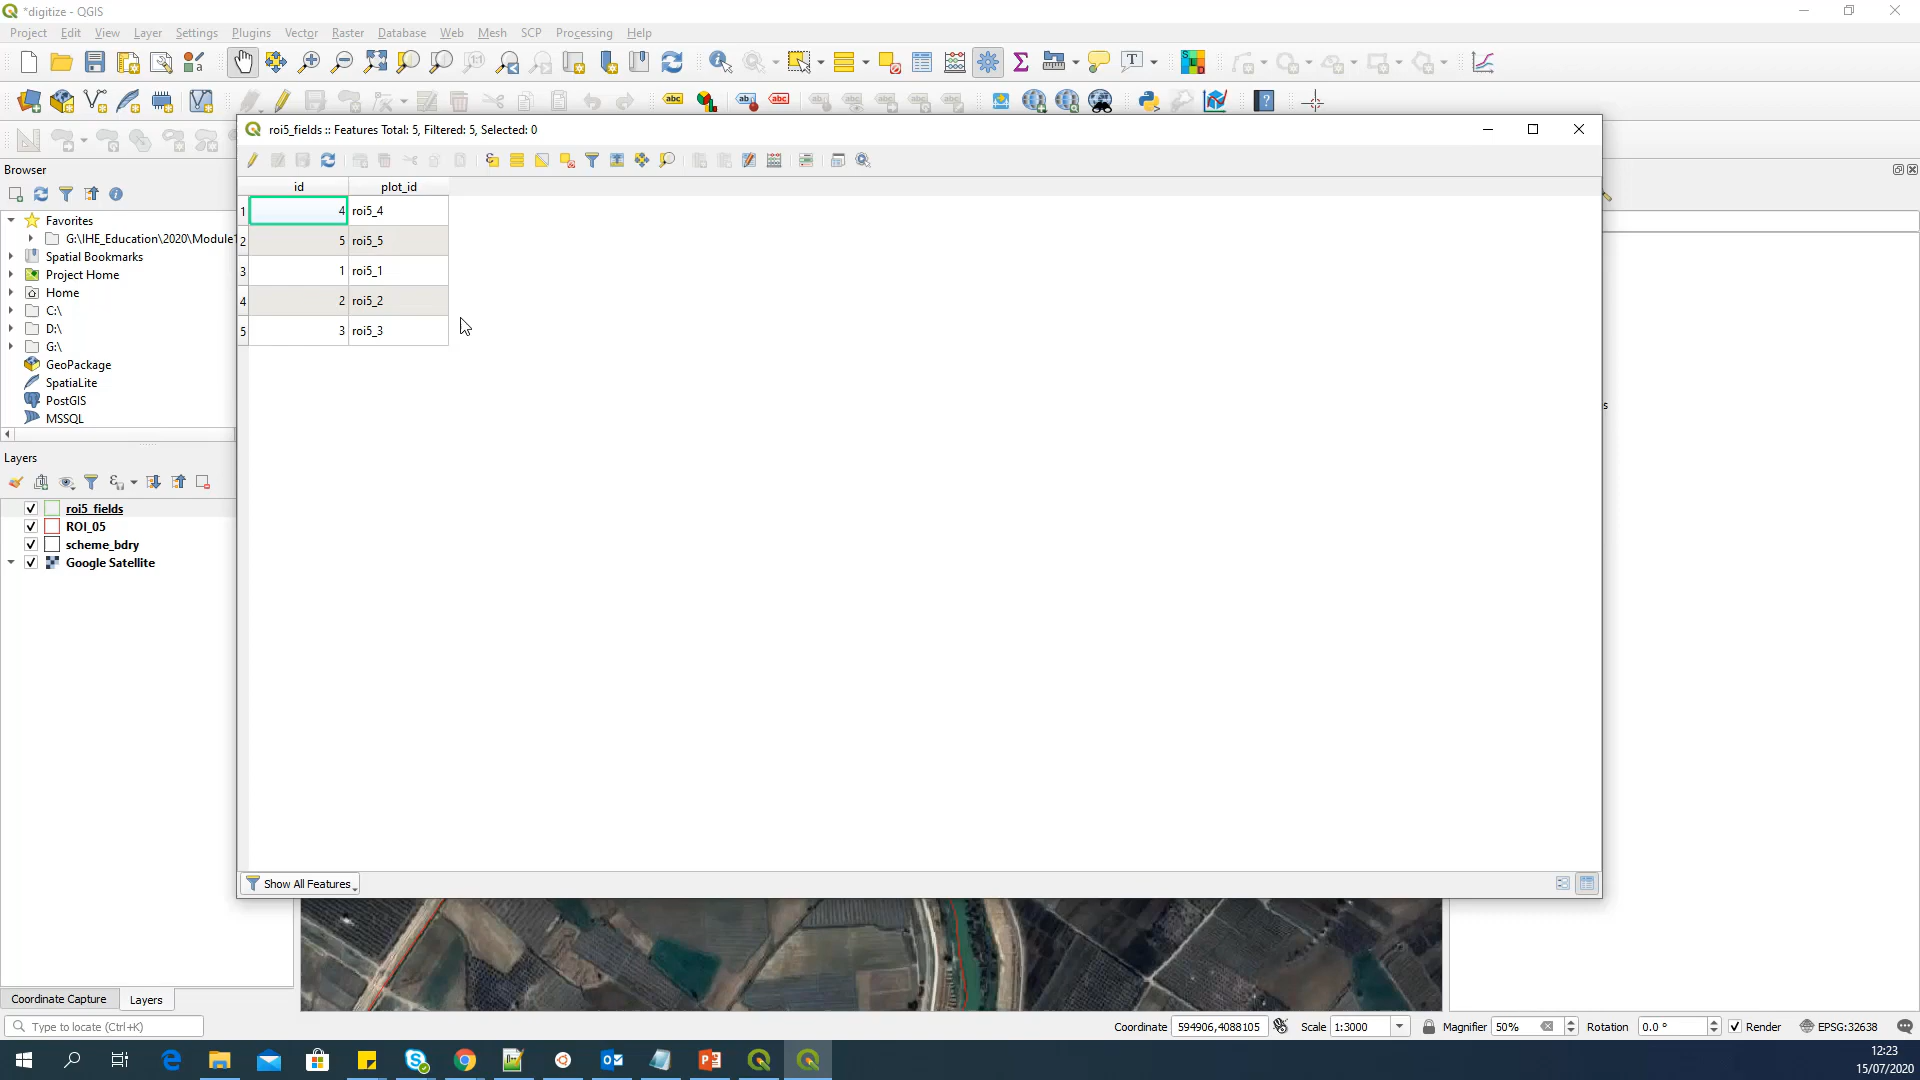 *digitize - QGIS
Project Edit View Layer Settings Plugins Vector Raster Database Web Mesh SCP Processing Help
roi5_fields :: Features Total: 5, Filtered: 5, Selected: 0
Browser
id plot_id
1 4 roi5_4
2 5 roi5_5
3 1 roi5_1
4 2 roi5_2
5 3 roi5_3
Favorites
G:\IHE_Education\2020\Module1
Spatial Bookmarks
Project Home
Home
C:\
D:\
G:\
GeoPackage
SpatiaLite
PostGIS
MSSQL
Layers
roi5_fields
ROI_05
scheme_bdry
Google Satellite
Show All Features
Coordinate Capture Layers
Type to locate (Ctrl+K)
Coordinate 594906,4088105 Scale 1:3000 Magnifier 50% Rotation 0.0 ° Render EPSG:32638
12:23
15/07/2020